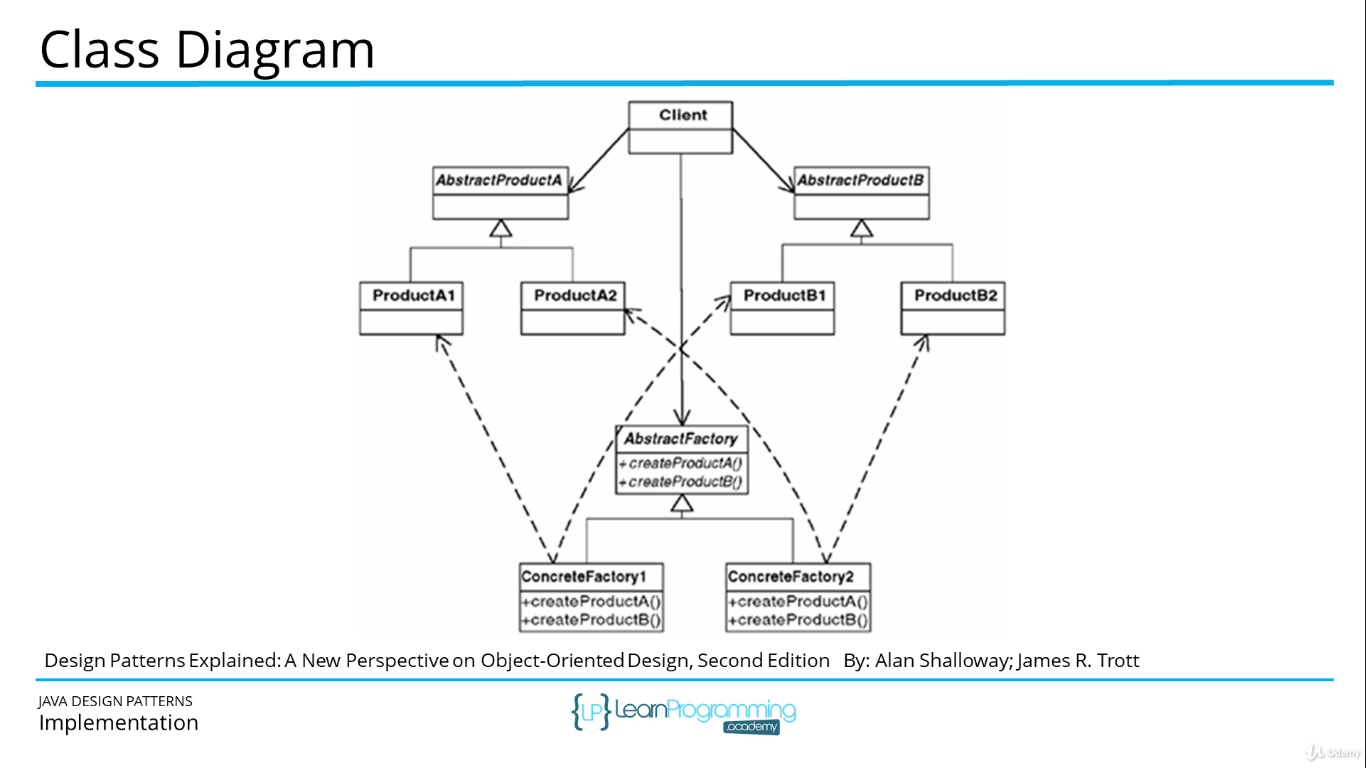 Class Diagram
Client
AbstractProductA
AbstractProductB
ProductA1
ProductA2
ProductB1
ProductB2
AbstractFactory
+createProductA()
+createProductB()
ConcreteFactory1
+createProductA()
+createProductB()
ConcreteFactory2
+createProductA()
+createProductB()
Design Patterns Explained: A New Perspective on Object-Oriented Design, Second Edition By: Alan Shalloway; James R. Trott
JAVA DESIGN PATTERNS
Implementation
{LP} LearnProgramming
.academy
Udemy